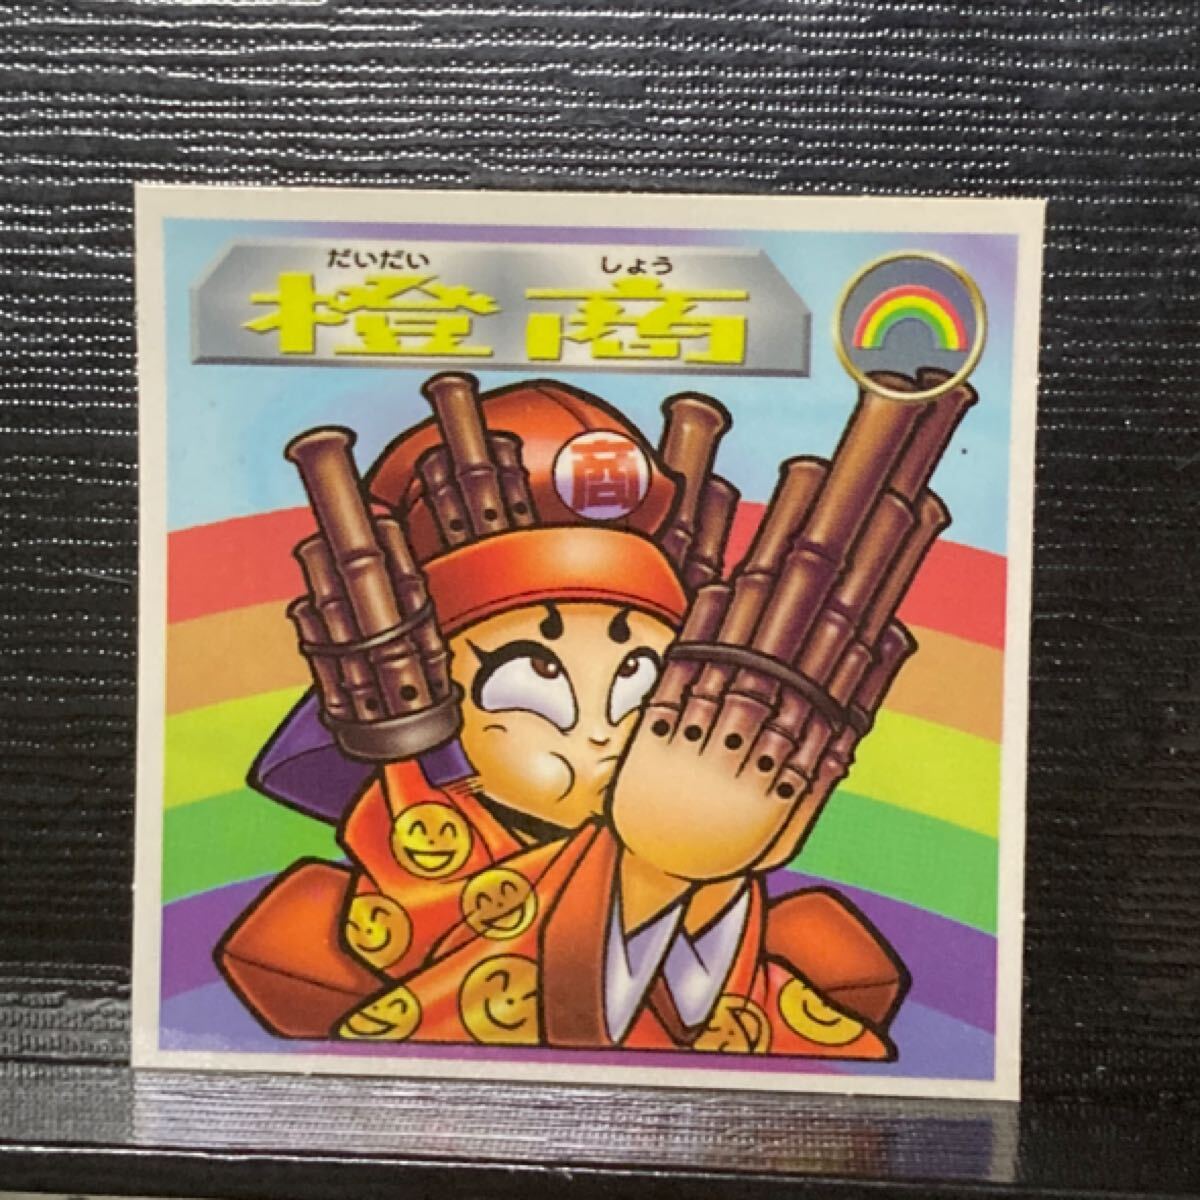 だいだい しょう
橙商
商